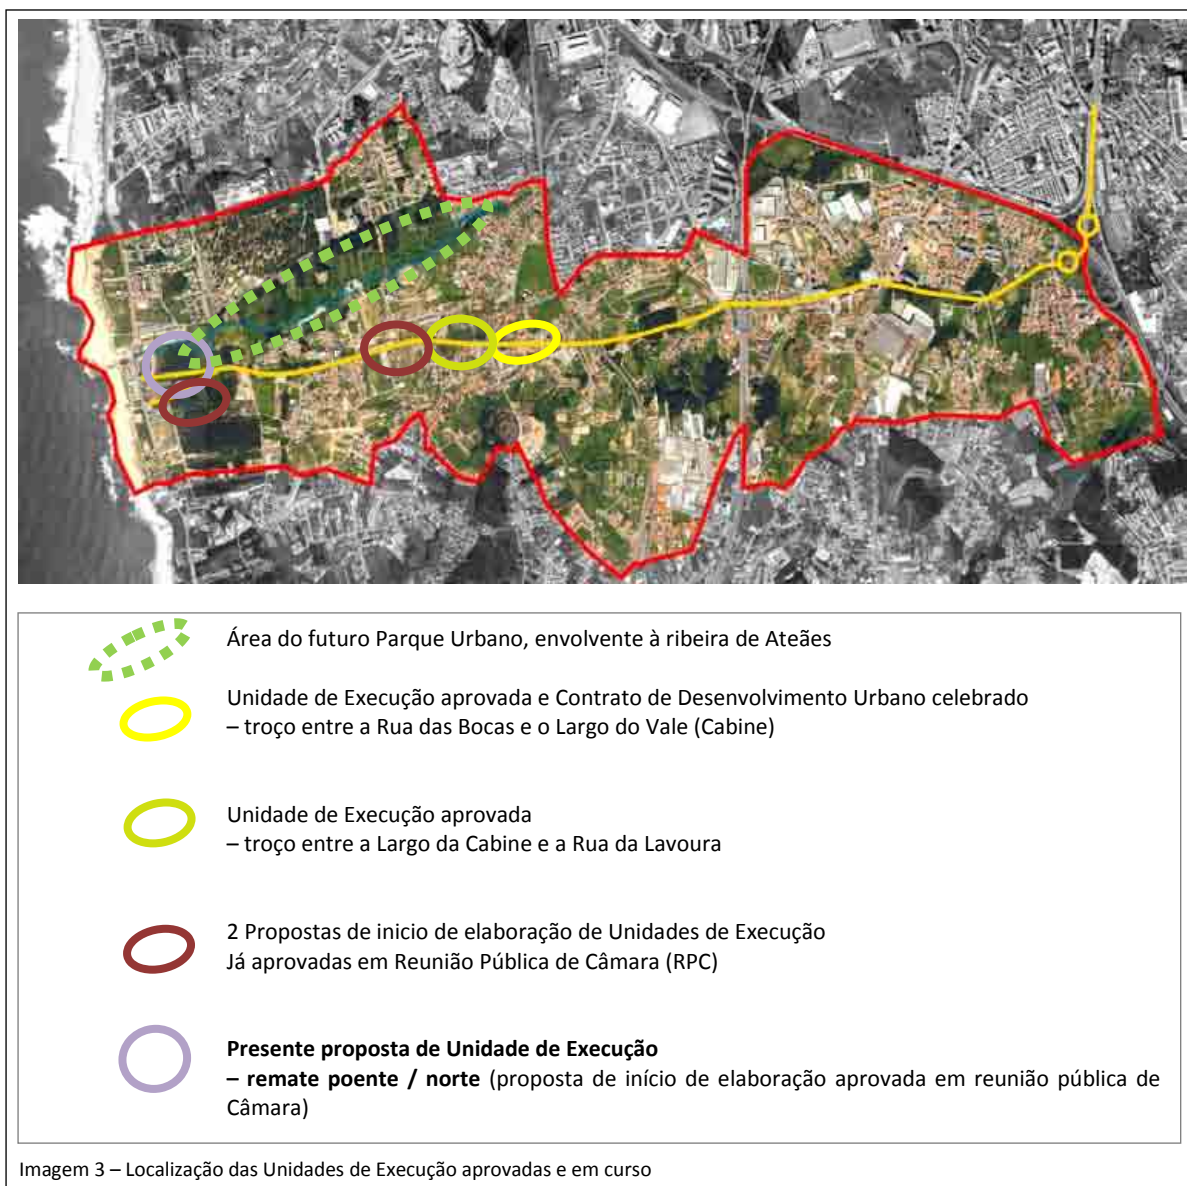 Área do futuro Parque Urbano, envolvente à ribeira de Ateães
Unidade de Execução aprovada e Contrato de Desenvolvimento Urbano celebrado
– troço entre a Rua das Bocas e o Largo do Vale (Cabine)
Unidade de Execução aprovada
– troço entre a Largo da Cabine e a Rua da Lavoura
2 Propostas de inicio de elaboração de Unidades de Execução
Já aprovadas em Reunião Pública de Câmara (RPC)
Presente proposta de Unidade de Execução
– remate poente / norte (proposta de início de elaboração aprovada em reunião pública de
Câmara)
Imagem 3 – Localização das Unidades de Execução aprovadas e em curso